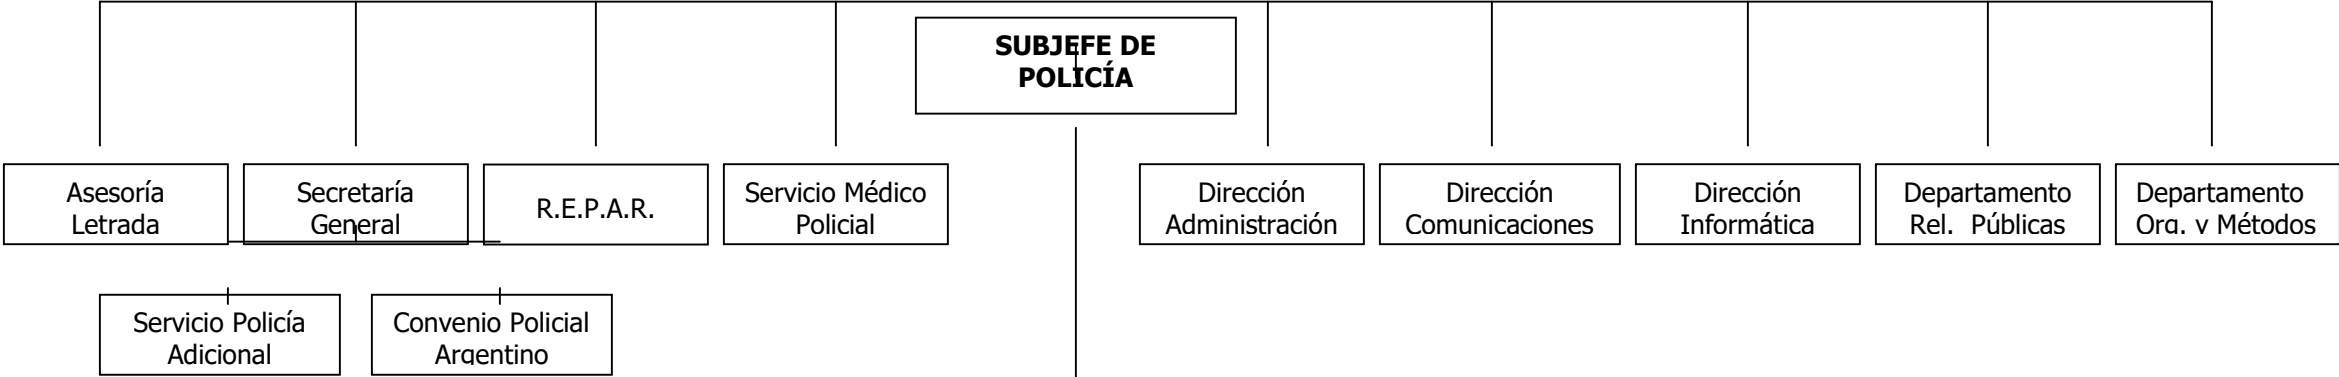 SUBJEFE DE
POLICÍA
Asesoría
Letrada
Secretaría
General
R.E.P.A.R.
Servicio Médico
Policial
Dirección
Administración
Dirección
Comunicaciones
Dirección
Informática
Departamento
Rel. Públicas
Departamento
Org. y Métodos
Servicio Policía
Adicional
Convenio Policial
Argentino